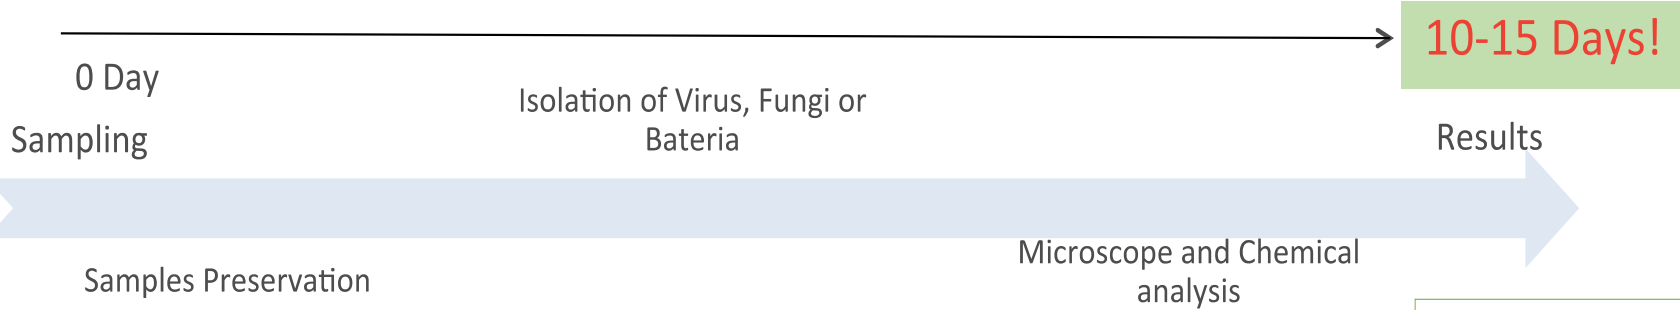 10-15 Days!
0 Day
Isolation of Virus, Fungi or
Bateria
Sampling
Results
Microscope and Chemical
analysis
Samples Preservation